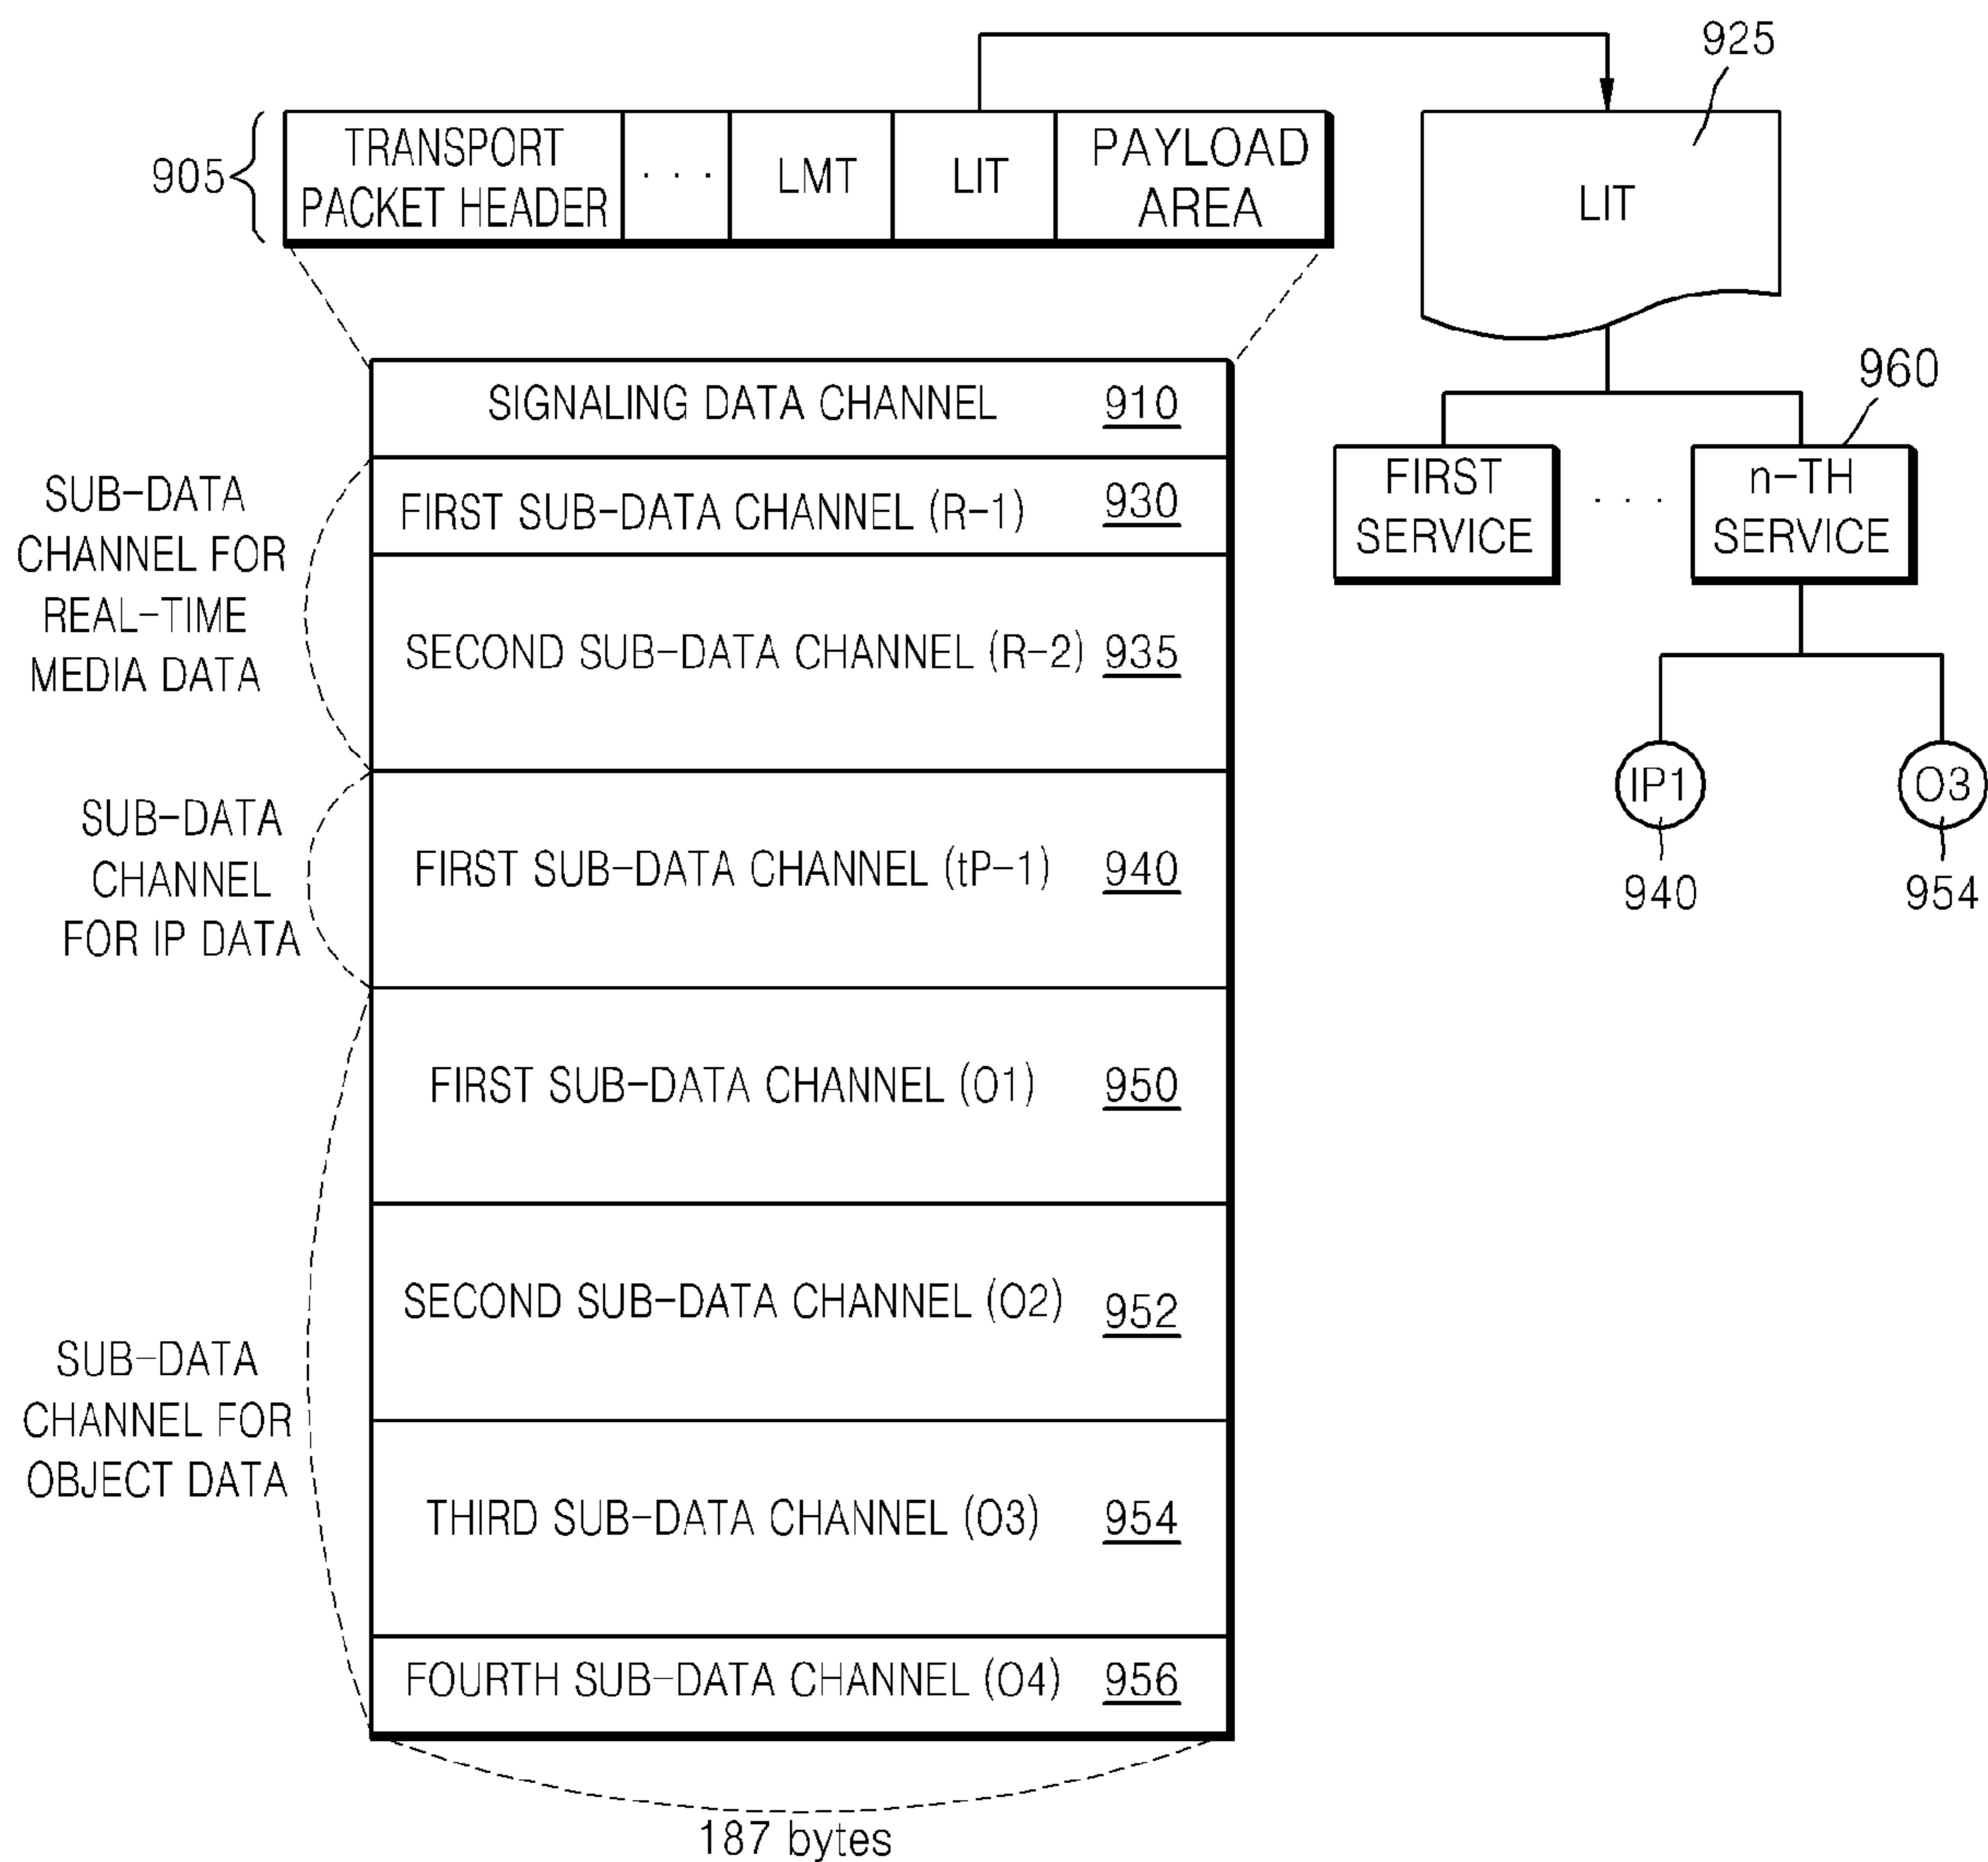 925
905
TRANSPORT
PACKET HEADER
. . .
LMT
LIT
PAYLOAD
AREA
LIT
960
SIGNALING DATA CHANNEL 910
SUB-DATA
CHANNEL FOR
REAL-TIME
MEDIA DATA
FIRST SUB-DATA CHANNEL (R-1) 930
SECOND SUB-DATA CHANNEL (R-2) 935
FIRST
SERVICE
. . .
n-TH
SERVICE
IP1
O3
940
954
SUB-DATA
CHANNEL
FOR IP DATA
FIRST SUB-DATA CHANNEL (tP-1) 940
SUB-DATA
CHANNEL FOR
OBJECT DATA
FIRST SUB-DATA CHANNEL (O1) 950
SECOND SUB-DATA CHANNEL (O2) 952
THIRD SUB-DATA CHANNEL (O3) 954
FOURTH SUB-DATA CHANNEL (O4) 956
187 bytes